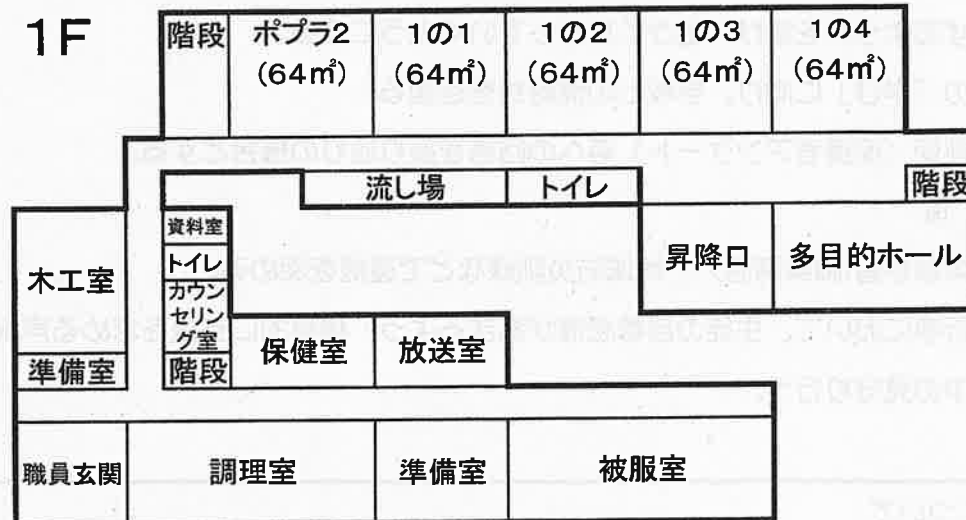 1F
階段
ポプラ2
(64㎡)
1の1
(64㎡)
1の2
(64㎡)
1の3
(64㎡)
1の4
(64㎡)
流し場
トイレ
階段
資料室
トイレ
カウン
セリン
グ室
階段
木工室
準備室
保健室
放送室
昇降口
多目的ホール
職員玄関
調理室
準備室
被服室